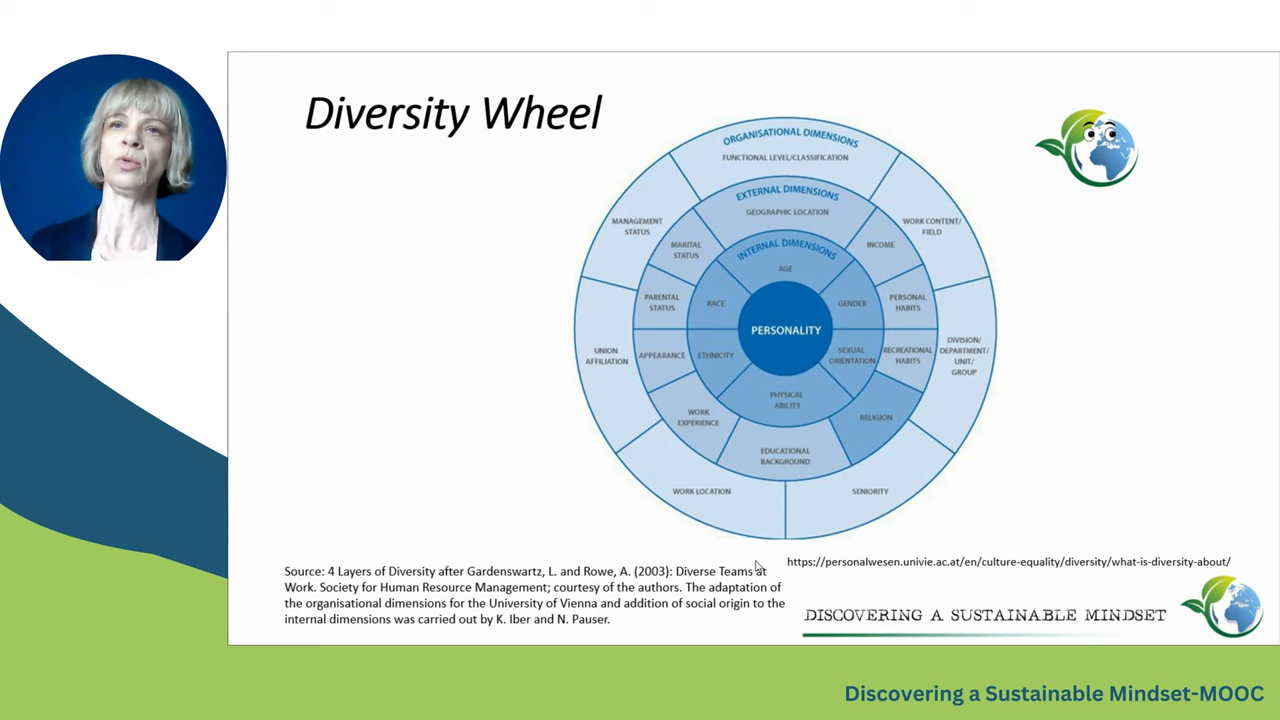 Diversity Wheel
ORGANISATIONAL DIMENSIONS
FUNCTIONAL LEVEL/CLASSIFICATION
EXTERNAL DIMENSIONS
GEOGRAPHIC LOCATION
INTERNAL DIMENSIONS
AGE
MANAGEMENT
STATUS
MARITAL
STATUS
INCOME
WORK CONTENT/
FIELD
PARENTAL
STATUS
RACE
GENDER
PERSONAL
HABITS
PERSONALITY
UNION
AFFILIATION
APPEARANCE
ETHNICITY
SEXUAL
ORIENTATION
RECREATIONAL
HABITS
DIVISION/
DEPARTMENT/
UNIT/
GROUP
PHYSICAL
ABILITY
WORK
EXPERIENCE
RELIGION
EDUCATIONAL
BACKGROUND
WORK LOCATION
SENIORITY
https://personalwesen.univie.ac.at/en/culture-equality/diversity/what-is-diversity-about/
Source: 4 Layers of Diversity after Gardenswartz, L. and Rowe, A. (2003): Diverse Teams at
Work. Society for Human Resource Management; courtesy of the authors. The adaptation of
the organisational dimensions for the University of Vienna and addition of social origin to the
internal dimensions was carried out by K. Iber and N. Pauser.
DISCOVERING A SUSTAINABLE MINDSET
Discovering a Sustainable Mindset-MOOC